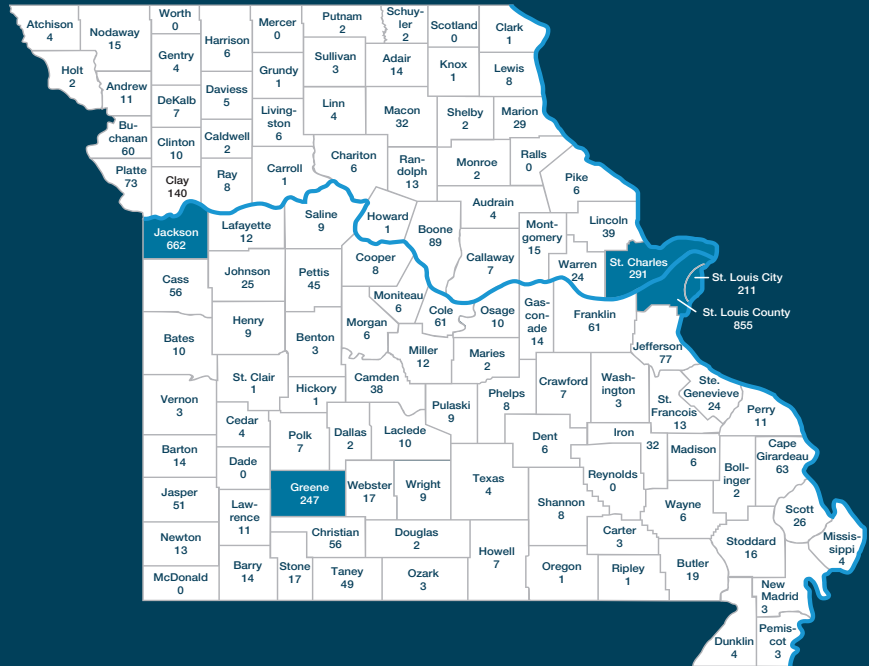 Atchison
4
Nodaway
15
Worth
0
Harrison
6
Mercer
0
Putnam
2
Schuy-
ler
2
Scotland
0
Clark
1
Holt
2
Andrew
11
Gentry
4
DeKalb
7
Daviess
5
Grundy
1
Sullivan
3
Adair
14
Knox
1
Lewis
8
Living-
ston
6
Linn
4
Macon
32
Shelby
2
Marion
29
Bu-
chanan
60
Clinton
10
Caldwell
2
Platte
73
Clay
140
Ray
8
Carroll
1
Chariton
6
Ran-
dolph
13
Monroe
2
Ralls
0
Pike
6
Audrain
4
Jackson
662
Lafayette
12
Saline
9
Howard
1
Boone
89
Callaway
7
Mont-
gomery
15
Lincoln
39
Warren
24
St. Charles
291
St. Louis City
211
St. Louis County
855
Cass
56
Johnson
25
Pettis
45
Cooper
8
Moniteau
6
Cole
61
Osage
10
Gas-
con-
ade
14
Franklin
61
Jefferson
77
Bates
10
Henry
9
Benton
3
Morgan
6
Miller
12
Maries
2
Vernon
3
St. Clair
1
Hickory
1
Camden
38
Pulaski
9
Phelps
8
Crawford
7
Wash-
ington
3
St.
Francois
13
Ste.
Genevieve
24
Perry
11
Cedar
4
Polk
7
Dallas
2
Laclede
10
Dent
6
Iron
32
Madison
6
Boll-
inger
2
Cape
Girardeau
63
Barton
14
Dade
0
Greene
247
Webster
17
Wright
9
Texas
4
Shannon
8
Reynolds
0
Wayne
6
Scott
26
Jasper
51
Law-
rence
11
Christian
56
Douglas
2
Howell
7
Carter
3
Butler
19
Stoddard
16
Missis-
sippi
4
Newton
13
McDonald
0
Barry
14
Stone
17
Taney
49
Ozark
3
Oregon
1
Ripley
1
New
Madrid
3
Dunklin
4
Pemis-
cot
3